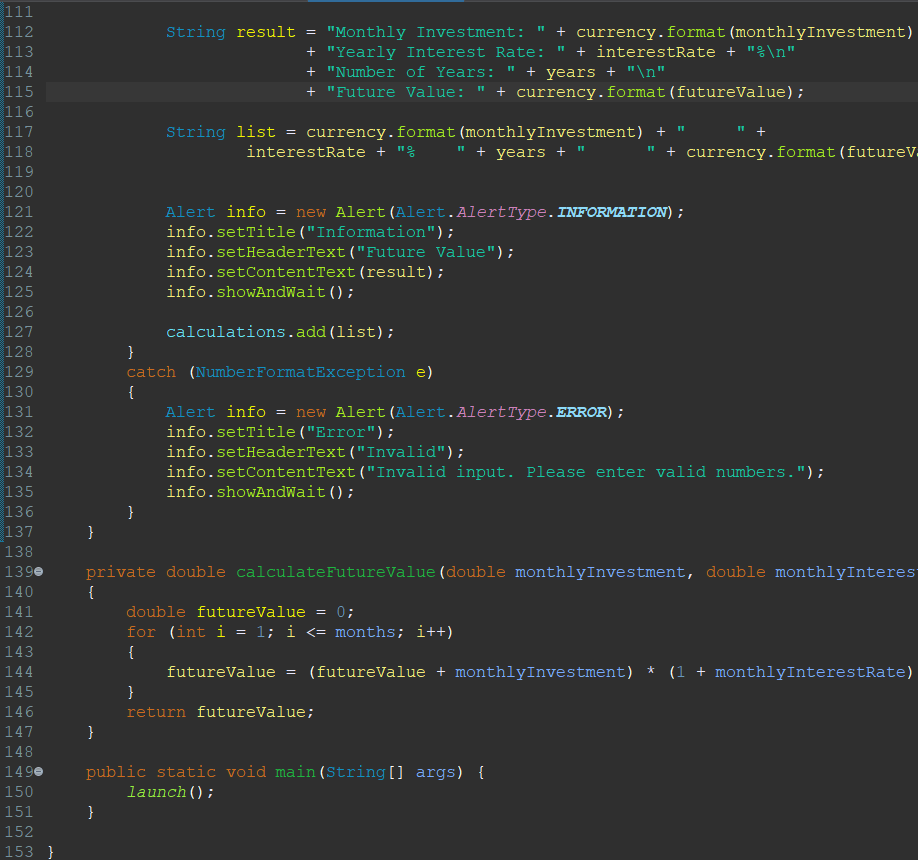 111
112 String result = "Monthly Investment: " + currency.format(monthlyInvestment)
113 + "Yearly Interest Rate: " + interestRate + "%\n"
114 + "Number of Years: " + years + "\n"
115 + "Future Value: " + currency.format(futureValue);
116
117 String list = currency.format(monthlyInvestment) + "     " +
118 interestRate + "%    " + years + "      " + currency.format(futureV
119
120
121 Alert info = new Alert(Alert.AlertType.INFORMATION);
122 info.setTitle("Information");
123 info.setHeaderText("Future Value");
124 info.setContentText(result);
125 info.showAndWait();
126
127 calculations.add(list);
128 }
129 catch (NumberFormatException e)
130 {
131 Alert info = new Alert(Alert.AlertType.ERROR);
132 info.setTitle("Error");
133 info.setHeaderText("Invalid");
134 info.setContentText("Invalid input. Please enter valid numbers.");
135 info.showAndWait();
136 }
137 }
138
139 private double calculateFutureValue(double monthlyInvestment, double monthlyInteres
140 {
141 double futureValue = 0;
142 for (int i = 1; i <= months; i++)
143 {
144 futureValue = (futureValue + monthlyInvestment) * (1 + monthlyInterestRate)
145 }
146 return futureValue;
147 }
148
149 public static void main(String[] args) {
150 launch();
151 }
152
153 }